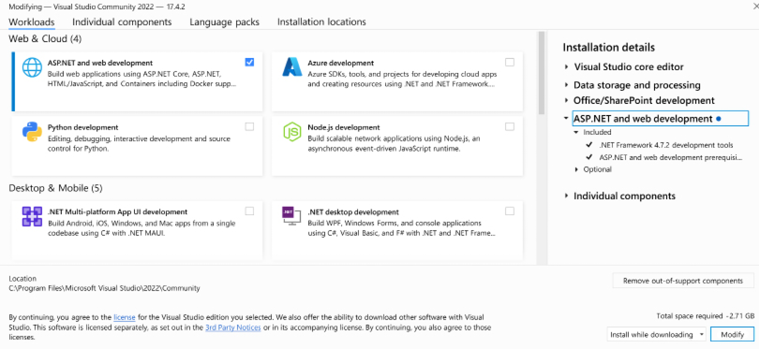 Modifying — Visual Studio Community 2022 — 17.4.2
Workloads Individual components Language packs Installation locations
Web & Cloud (4)
ASP.NET and web development
Build web applications using ASP.NET Core, ASP.NET,
HTML/JavaScript, and Containers including Docker supp...
Azure development
Azure SDKs, tools, and projects for developing cloud apps
and creating resources using .NET and .NET Framework....
Python development
Editing, debugging, interactive development and source
control for Python.
Node.js development
Build scalable network applications using Node.js, an
asynchronous event-driven JavaScript runtime.
Desktop & Mobile (5)
.NET Multi-platform App UI development
Build Android, iOS, Windows, and Mac apps from a single
codebase using C# with .NET MAUI.
.NET desktop development
Build WPF, Windows Forms, and console applications
using C#, Visual Basic, and F# with .NET and .NET Frame...
Installation details
Visual Studio core editor
Data storage and processing
Office/SharePoint development
ASP.NET and web development
Included
.NET Framework 4.7.2 development tools
ASP.NET and web development prerequisi...
Optional
Individual components
Location
C:\Program Files\Microsoft Visual Studio\2022\Community
Remove out-of-support components
By continuing, you agree to the license for the Visual Studio edition you selected. We also offer the ability to download other software with Visual
Studio. This software is licensed separately, as set out in the 3rd Party Notices or in its accompanying license. By continuing, you also agree to those
licenses.
Total space required -2.71 GB
Install while downloading Modify